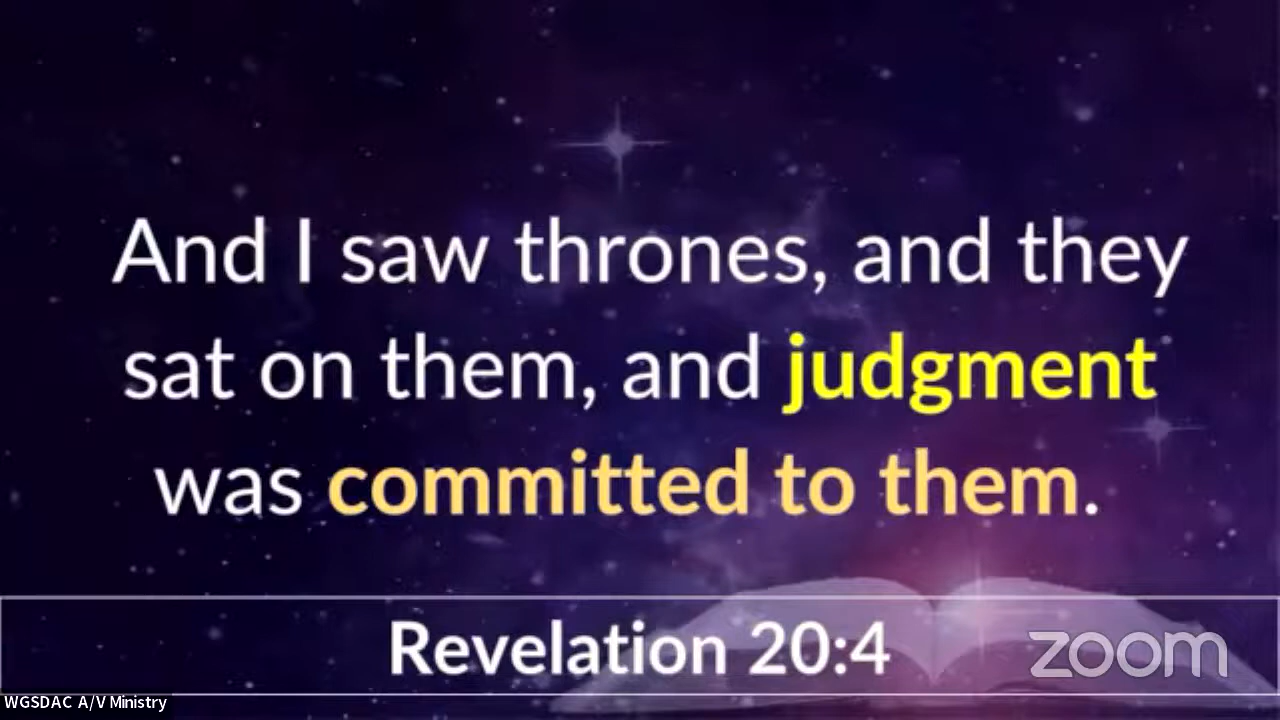 And I saw thrones, and they
sat on them, and judgment
was committed to them.
Revelation 20:4
zoom
WGSDAC A/V Ministry